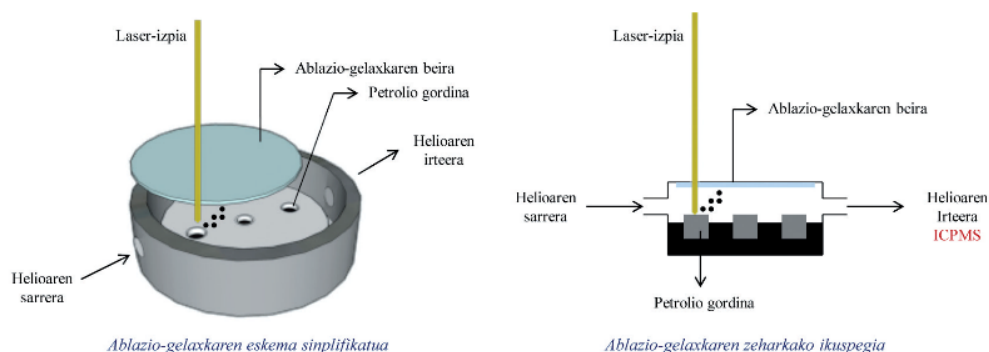 Laser-izpia
Ablazio-gelaxkaren beira
Petrolio gordina
Helioaren
irteera
Helioaren
sarrera
Ablazio-gelaxkaren eskema sinplifikatua
Laser-izpia
Ablazio-gelaxkaren beira
Helioaren
sarrera
Helioaren
Irteera
ICPMS
Petrolio gordina
Ablazio-gelaxkaren zeharkako ikuspegia